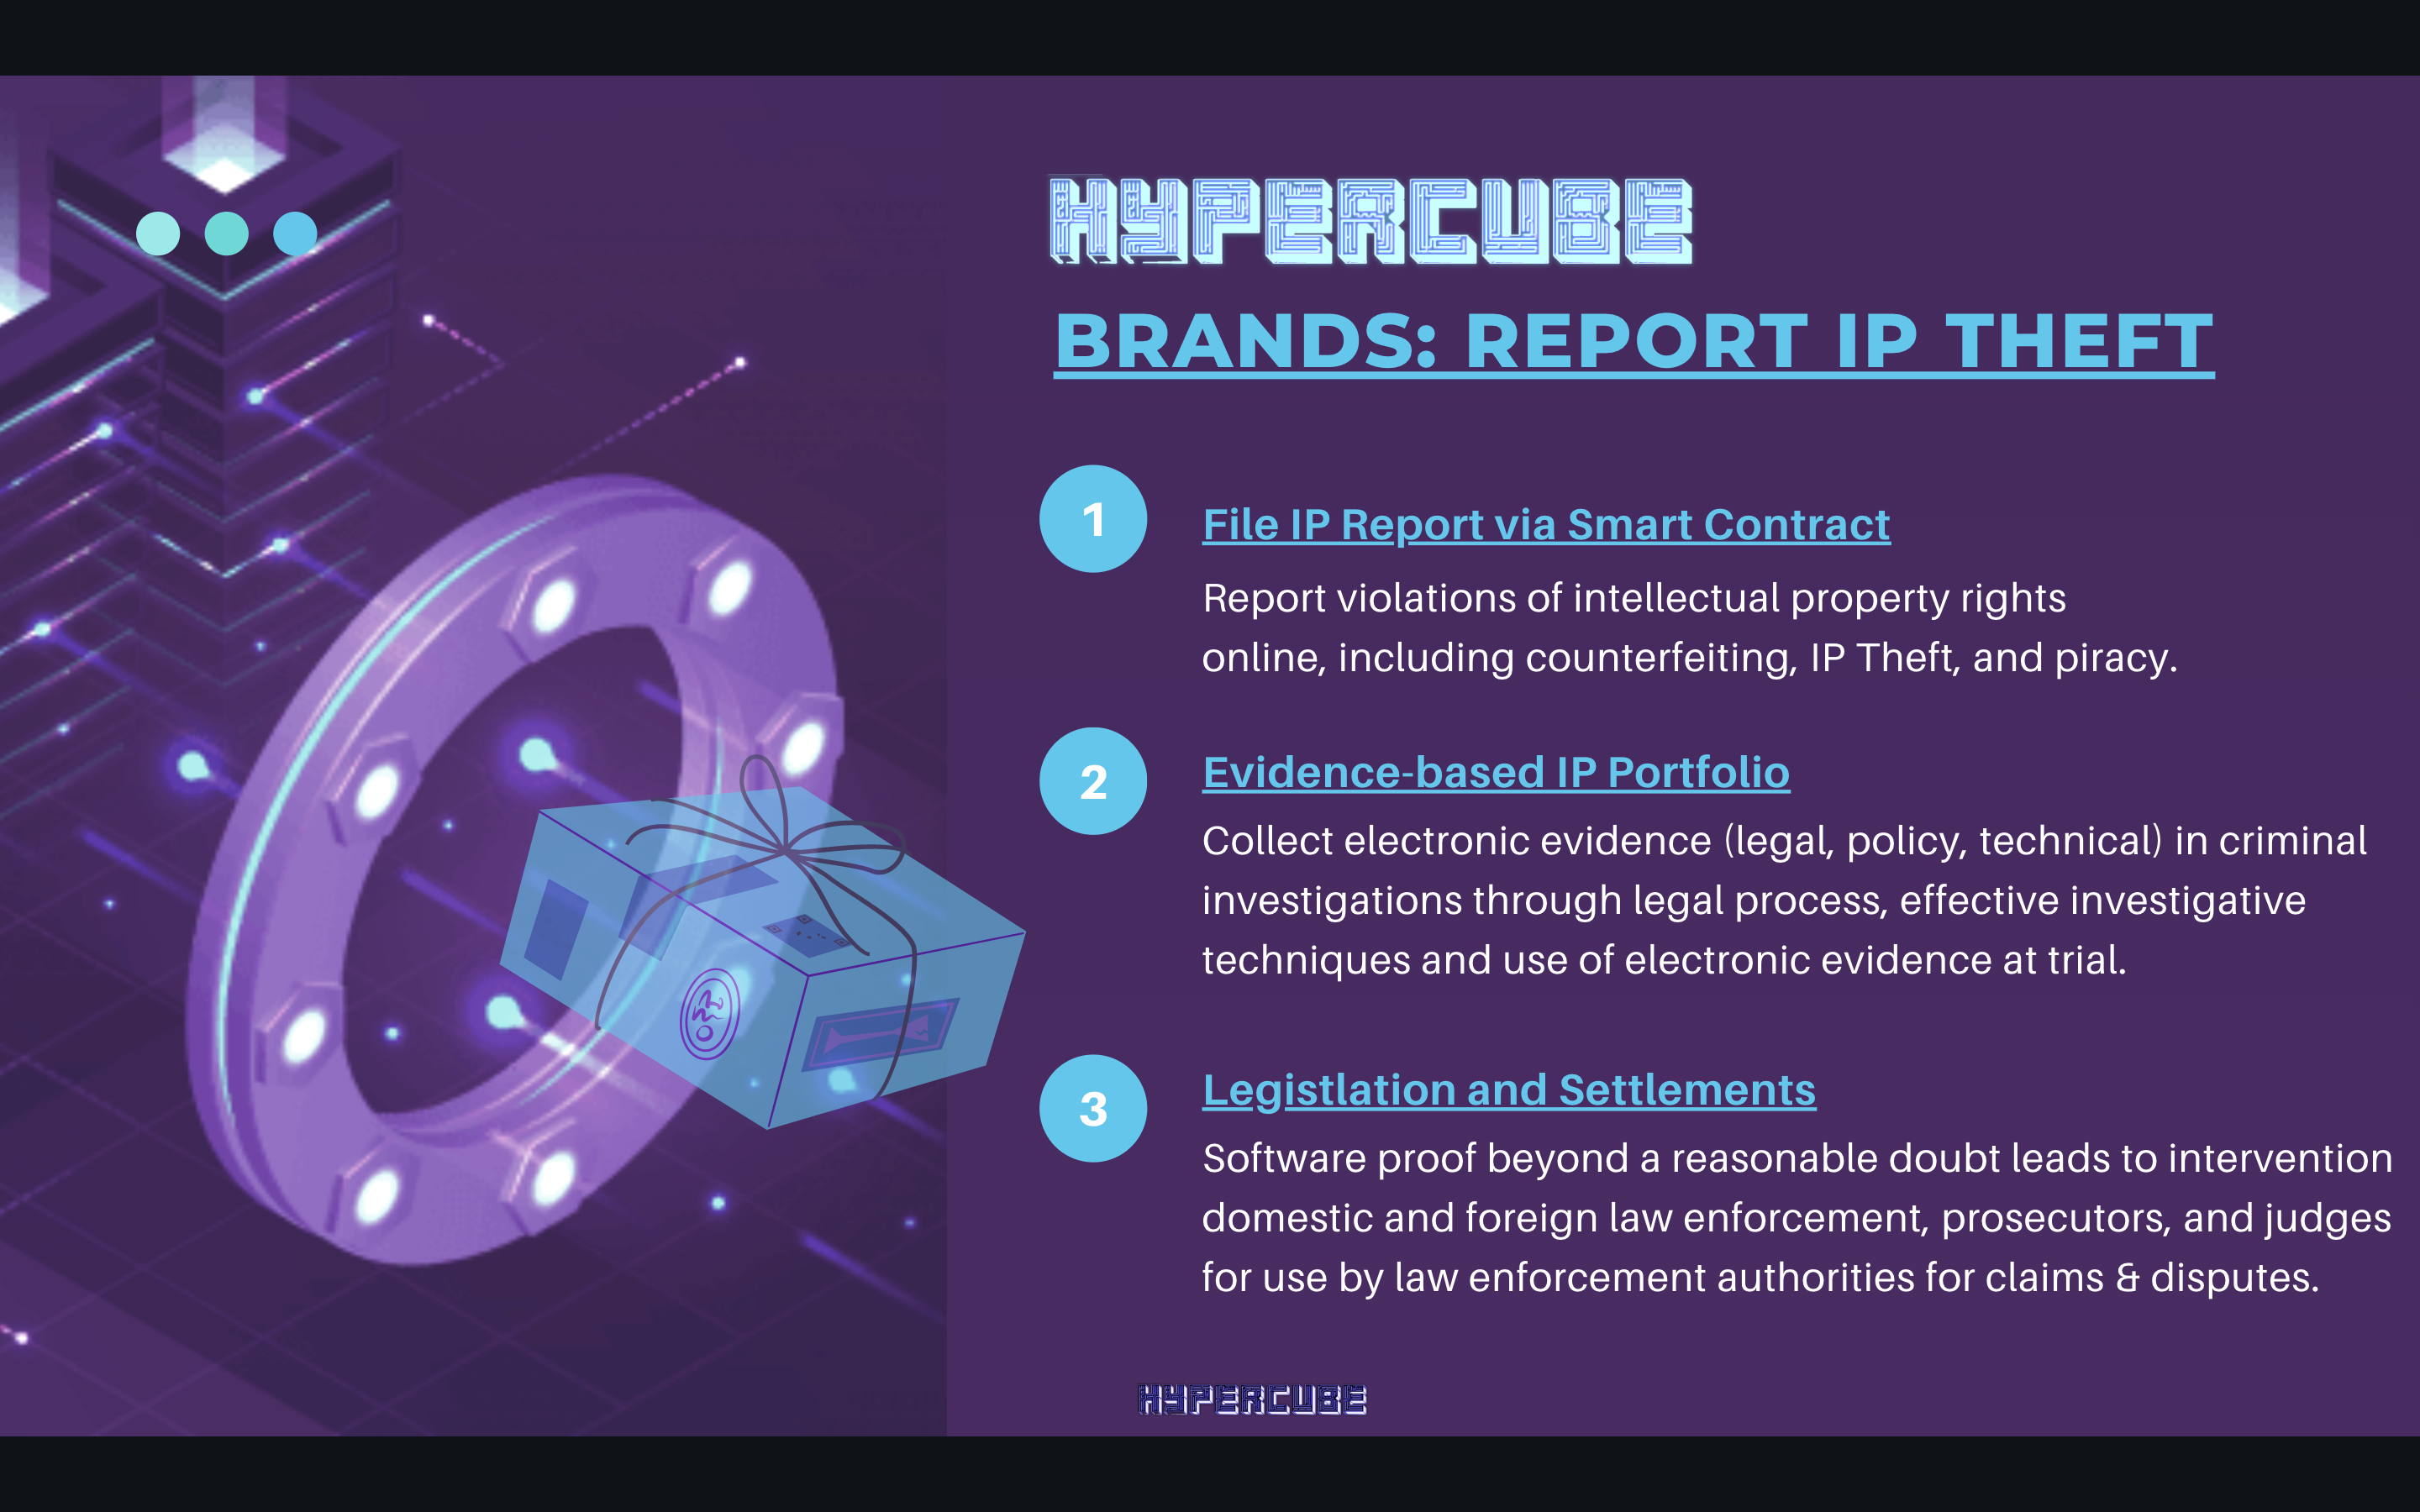 HYPERCUBE
BRANDS: REPORT IP THEFT
1
File IP Report via Smart Contract
Report violations of intellectual property rights
online, including counterfeiting, IP Theft, and piracy.
2
Evidence-based IP Portfolio
Collect electronic evidence (legal, policy, technical) in criminal
investigations through legal process, effective investigative
techniques and use of electronic evidence at trial.
3
Legistlation and Settlements
Software proof beyond a reasonable doubt leads to intervention
domestic and foreign law enforcement, prosecutors, and judges
for use by law enforcement authorities for claims & disputes.
HYPERCUBE